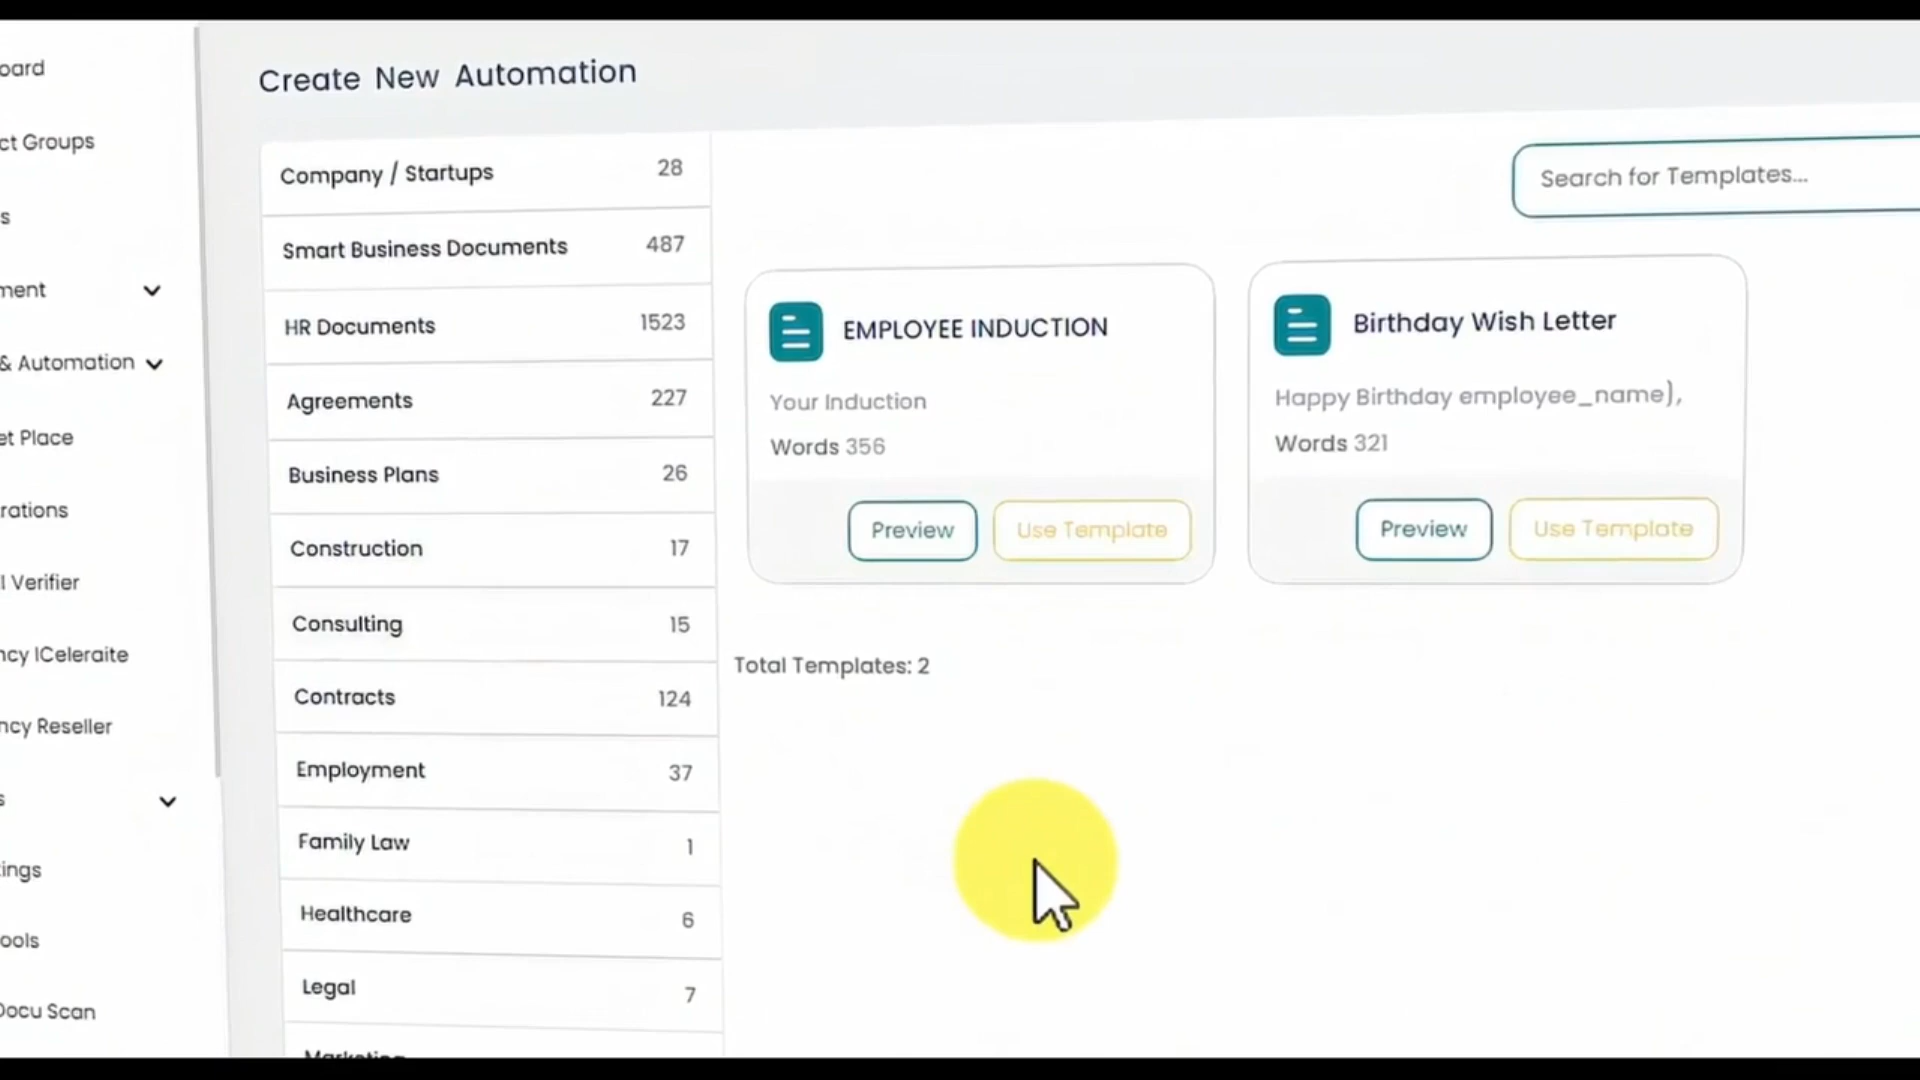 Create New Automation
oard
ct Groups
s
ment
& Automation
et Place
rations
l Verifier
ncy ICeleraite
ncy Reseller
s
tings
ools
Docu Scan
Company / Startups 28
Smart Business Documents 487
HR Documents 1523
Agreements 227
Business Plans 26
Construction 17
Consulting 15
Contracts 124
Employment 37
Family Law 1
Healthcare 6
Legal 7
Marketing
Search for Templates...
EMPLOYEE INDUCTION
Your Induction
Words 356
Preview Use Template
Birthday Wish Letter
Happy Birthday employee_name},
Words 321
Preview Use Template
Total Templates: 2